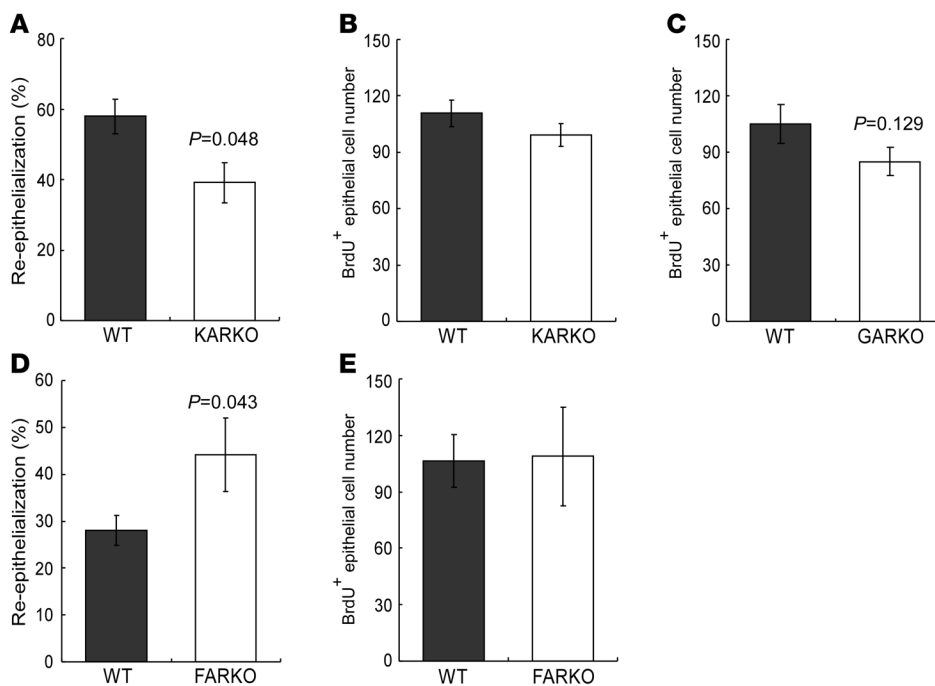 A
Re-epithelialization (%)
80
60
40
20
0
P=0.048
WT KARKO
B
BrdU+ epithelial cell number
150
120
90
60
30
0
WT KARKO
C
BrdU+ epithelial cell number
150
120
90
60
30
0
P=0.129
WT GARKO
D
Re-epithelialization (%)
60
50
40
30
20
10
0
P=0.043
WT FARKO
E
BrdU+ epithelial cell number
150
120
90
60
30
0
WT FARKO